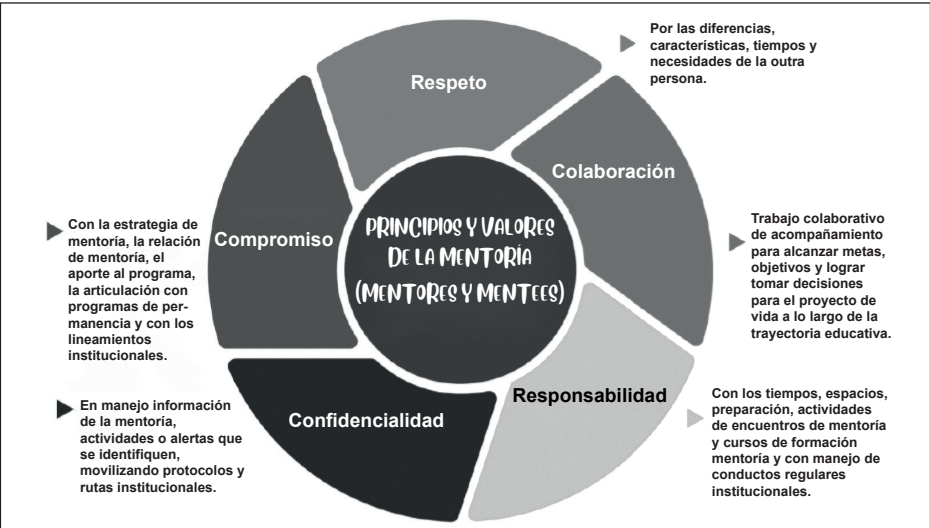 Respeto
Por las diferencias,
características, tiempos y
necesidades de la outra
persona.
Colaboración
Trabajo colaborativo
de acompañamiento
para alcanzar metas,
objetivos y lograr
tomar decisiones
para el proyecto de
vida a lo largo de la
trayectoria educativa.
Responsabilidad
Con los tiempos, espacios,
preparación, actividades
de encuentros de mentoría
y cursos de formación
mentoría y con manejo de
conductos regulares
institucionales.
Confidencialidad
En manejo información
de la mentoría,
actividades o alertas que
se identifiquen,
movilizando protocolos y
rutas institucionales.
Compromiso
Con la estrategia de
mentoría, la relación
de mentoría, el
aporte al programa,
la articulación con
programas de per-
manencia y con los
lineamientos
institucionales.
PRINCIPIOS Y VALORES
DE LA MENTORÍA
(MENTORES Y MENTEES)